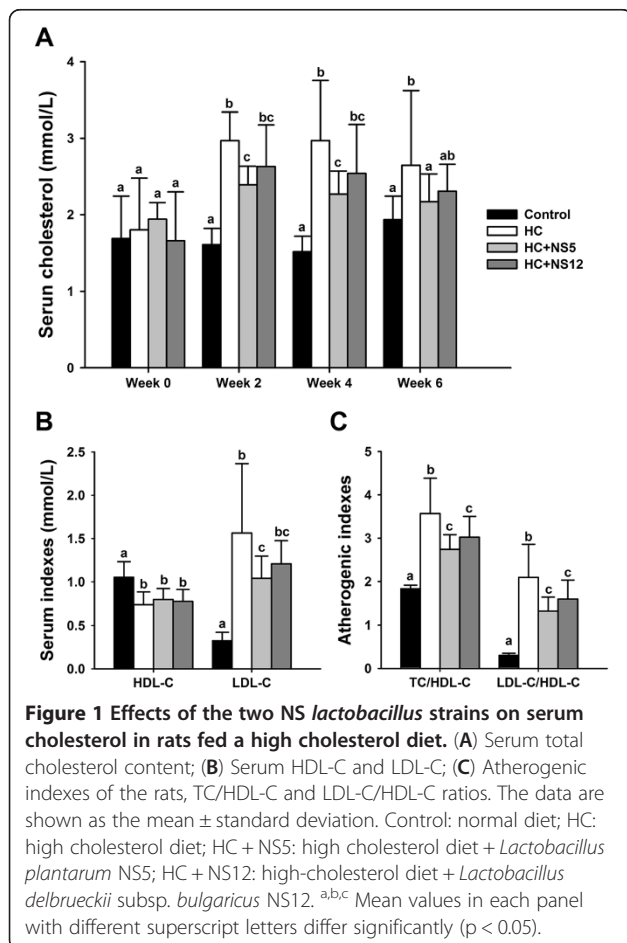 A
Serun cholesterol (mmol/L)
4
3
2
1
0
a a a a
a b c bc
a b c bc
a b a ab
Week 0 Week 2 Week 4 Week 6
Control
HC
HC+NS5
HC+NS12
B
Serum indexes (mmol/L)
2.5
2.0
1.5
1.0
0.5
0.0
a b b b
a b c bc
HDL-C LDL-C
C
Atherogenic indexes
5
4
3
2
1
0
a b c c
a b c c
TC/HDL-C LDL-C/HDL-C
Figure 1 Effects of the two NS lactobacillus strains on serum
cholesterol in rats fed a high cholesterol diet. (A) Serum total
cholesterol content; (B) Serum HDL-C and LDL-C; (C) Atherogenic
indexes of the rats, TC/HDL-C and LDL-C/HDL-C ratios. The data are
shown as the mean ± standard deviation. Control: normal diet; HC:
high cholesterol diet; HC + NS5: high cholesterol diet + Lactobacillus
plantarum NS5; HC + NS12: high-cholesterol diet + Lactobacillus
delbrueckii subsp. bulgaricus NS12. a,b,c Mean values in each panel
with different superscript letters differ significantly (p < 0.05).